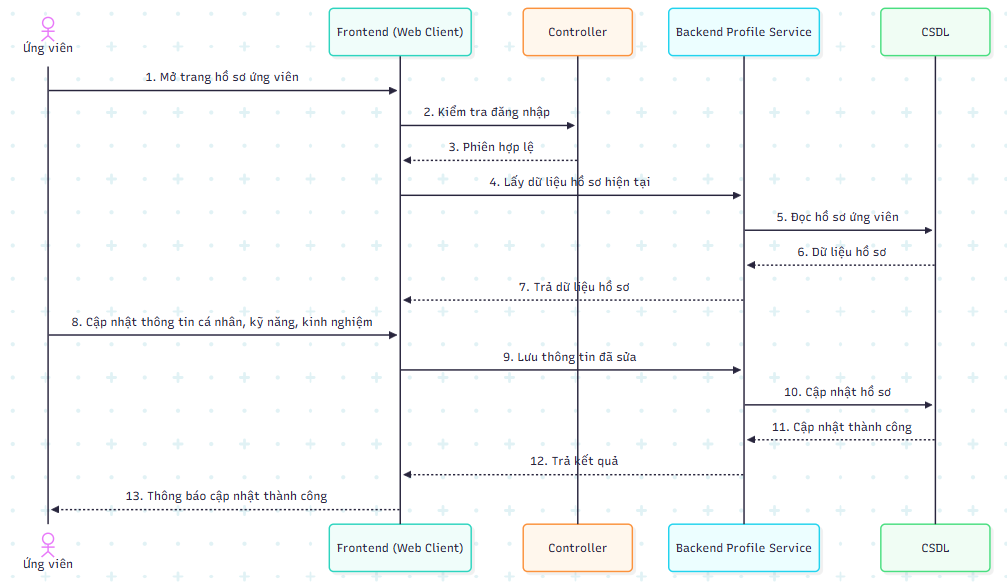 Ứng viên
Frontend (Web Client)
Controller
Backend Profile Service
CSDL
1. Mở trang hồ sơ ứng viên
2. Kiểm tra đăng nhập
3. Phiên hợp lệ
4. Lấy dữ liệu hồ sơ hiện tại
5. Đọc hồ sơ ứng viên
6. Dữ liệu hồ sơ
7. Trả dữ liệu hồ sơ
8. Cập nhật thông tin cá nhân, kỹ năng, kinh nghiệm
9. Lưu thông tin đã sửa
10. Cập nhật hồ sơ
11. Cập nhật thành công
12. Trả kết quả
13. Thông báo cập nhật thành công
Ứng viên
Frontend (Web Client)
Controller
Backend Profile Service
CSDL